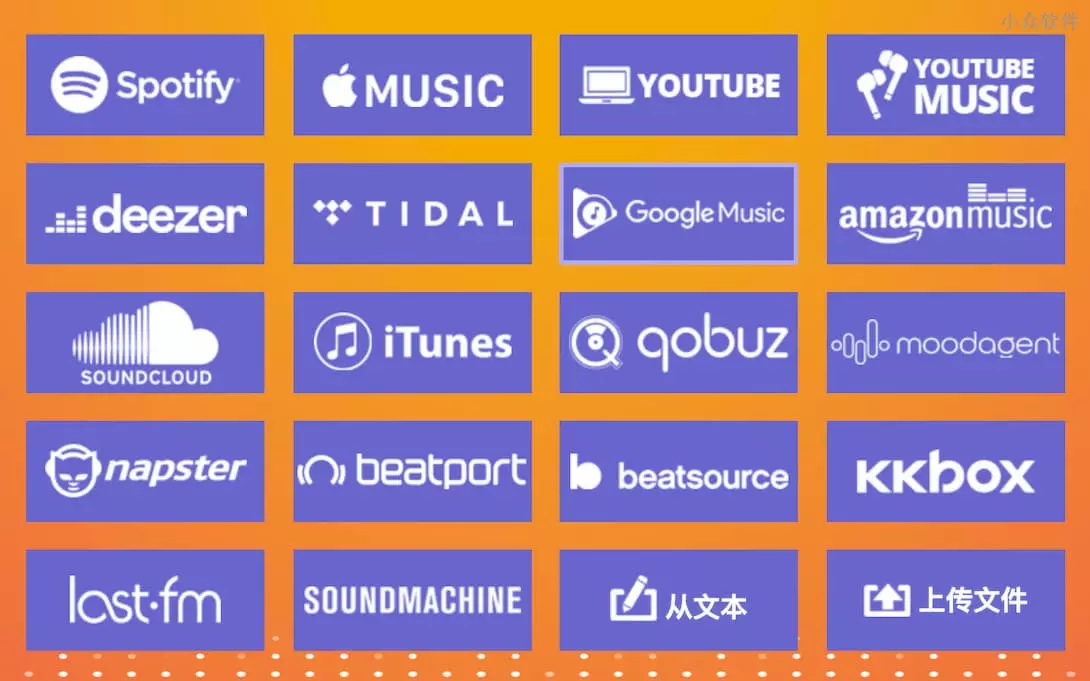 小众软件
Spotify
MUSIC
YOUTUBE
YOUTUBE
MUSIC
deezer
TIDAL
Google Music
amazon music
SOUNDCLOUD
iTunes
qobuz
moodagent
napster
beatport
beatsource
KKBOX
last.fm
SOUNDMACHINE
从文本
上传文件